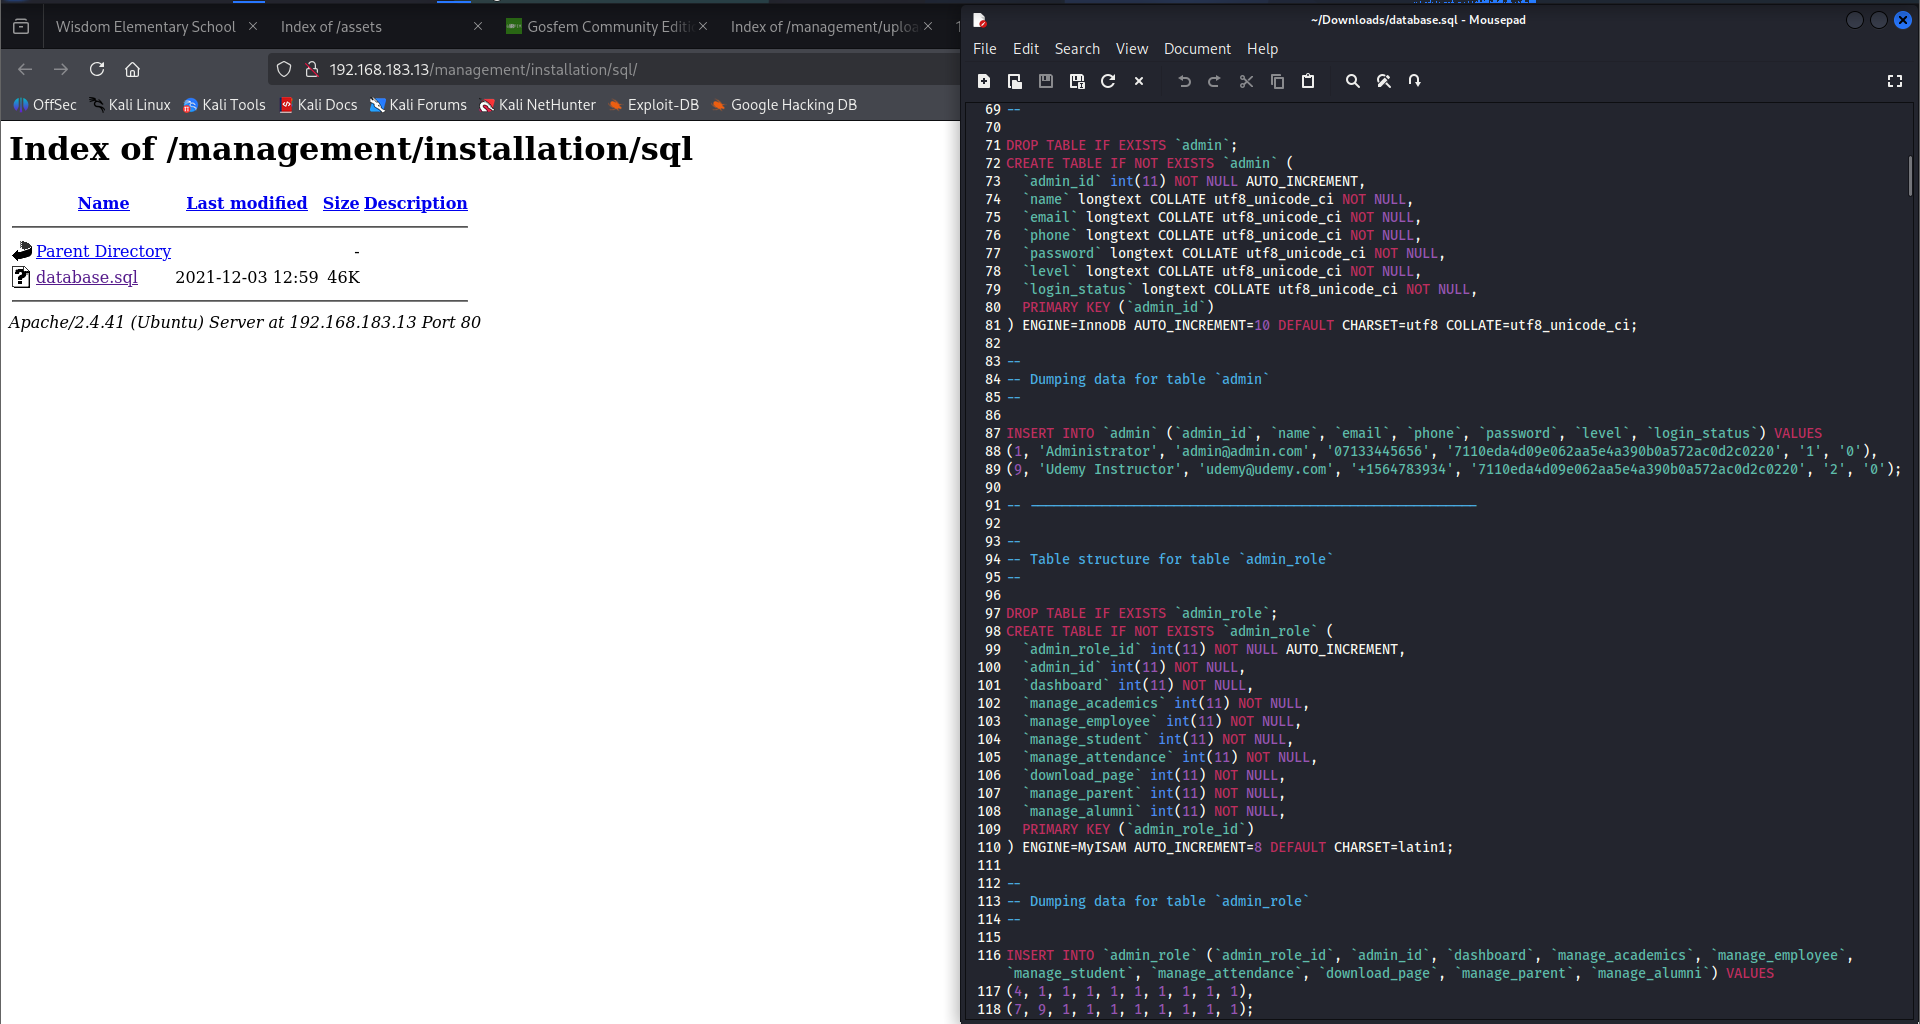 Wisdom Elementary School
Index of /assets
Gosfem Community Editi
Index of /management/uploa
192.168.183.13/management/installation/sql/
OffSec Kali Linux Kali Tools Kali Docs Kali Forums Kali NetHunter Exploit-DB Google Hacking DB
Index of /management/installation/sql
Name Last modified Size Description
Parent Directory -
database.sql 2021-12-03 12:59 46K
Apache/2.4.41 (Ubuntu) Server at 192.168.183.13 Port 80
~/Downloads/database.sql - Mousepad
File Edit Search View Document Help
69 --
70
71 DROP TABLE IF EXISTS `admin`;
72 CREATE TABLE IF NOT EXISTS `admin` (
73   `admin_id` int(11) NOT NULL AUTO_INCREMENT,
74   `name` longtext COLLATE utf8_unicode_ci NOT NULL,
75   `email` longtext COLLATE utf8_unicode_ci NOT NULL,
76   `phone` longtext COLLATE utf8_unicode_ci NOT NULL,
77   `password` longtext COLLATE utf8_unicode_ci NOT NULL,
78   `level` longtext COLLATE utf8_unicode_ci NOT NULL,
79   `login_status` longtext COLLATE utf8_unicode_ci NOT NULL,
80   PRIMARY KEY (`admin_id`)
81 ) ENGINE=InnoDB AUTO_INCREMENT=10 DEFAULT CHARSET=utf8 COLLATE=utf8_unicode_ci;
82
83 --
84 -- Dumping data for table `admin`
85 --
86
87 INSERT INTO `admin` (`admin_id`, `name`, `email`, `phone`, `password`, `level`, `login_status`) VALUES
88 (1, 'Administrator', 'admin@admin.com', '07133445656', '7110eda4d09e062aa5e4a390b0a572ac0d2c0220', '1', '0'),
89 (9, 'Udemy Instructor', 'udemy@udemy.com', '+1564783934', '7110eda4d09e062aa5e4a390b0a572ac0d2c0220', '2', '0');
90
91 -- --------------------------------------------------------
92
93 --
94 -- Table structure for table `admin_role`
95 --
96
97 DROP TABLE IF EXISTS `admin_role`;
98 CREATE TABLE IF NOT EXISTS `admin_role` (
99   `admin_role_id` int(11) NOT NULL AUTO_INCREMENT,
100   `admin_id` int(11) NOT NULL,
101   `dashboard` int(11) NOT NULL,
102   `manage_academics` int(11) NOT NULL,
103   `manage_employee` int(11) NOT NULL,
104   `manage_student` int(11) NOT NULL,
105   `manage_attendance` int(11) NOT NULL,
106   `download_page` int(11) NOT NULL,
107   `manage_parent` int(11) NOT NULL,
108   `manage_alumni` int(11) NOT NULL,
109   PRIMARY KEY (`admin_role_id`)
110 ) ENGINE=MyISAM AUTO_INCREMENT=8 DEFAULT CHARSET=latin1;
111
112 --
113 -- Dumping data for table `admin_role`
114 --
115
116 INSERT INTO `admin_role` (`admin_role_id`, `admin_id`, `dashboard`, `manage_academics`, `manage_employee`,
`manage_student`, `manage_attendance`, `download_page`, `manage_parent`, `manage_alumni`) VALUES
117 (4, 1, 1, 1, 1, 1, 1, 1, 1, 1),
118 (7, 9, 1, 1, 1, 1, 1, 1, 1, 1);